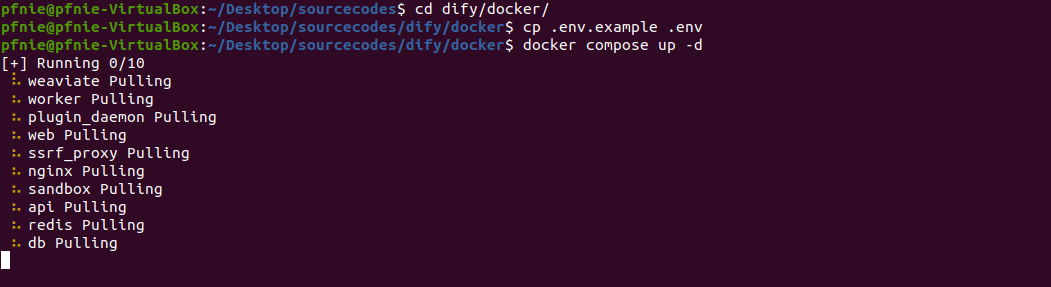 pfnie@pfnie-VirtualBox:~/Desktop/sourcecodes$ cd dify/docker/
pfnie@pfnie-VirtualBox:~/Desktop/sourcecodes/dify/docker$ cp .env.example .env
pfnie@pfnie-VirtualBox:~/Desktop/sourcecodes/dify/docker$ docker compose up -d
[+] Running 0/10
weaviate Pulling
worker Pulling
plugin_daemon Pulling
web Pulling
ssrf_proxy Pulling
nginx Pulling
sandbox Pulling
api Pulling
redis Pulling
db Pulling